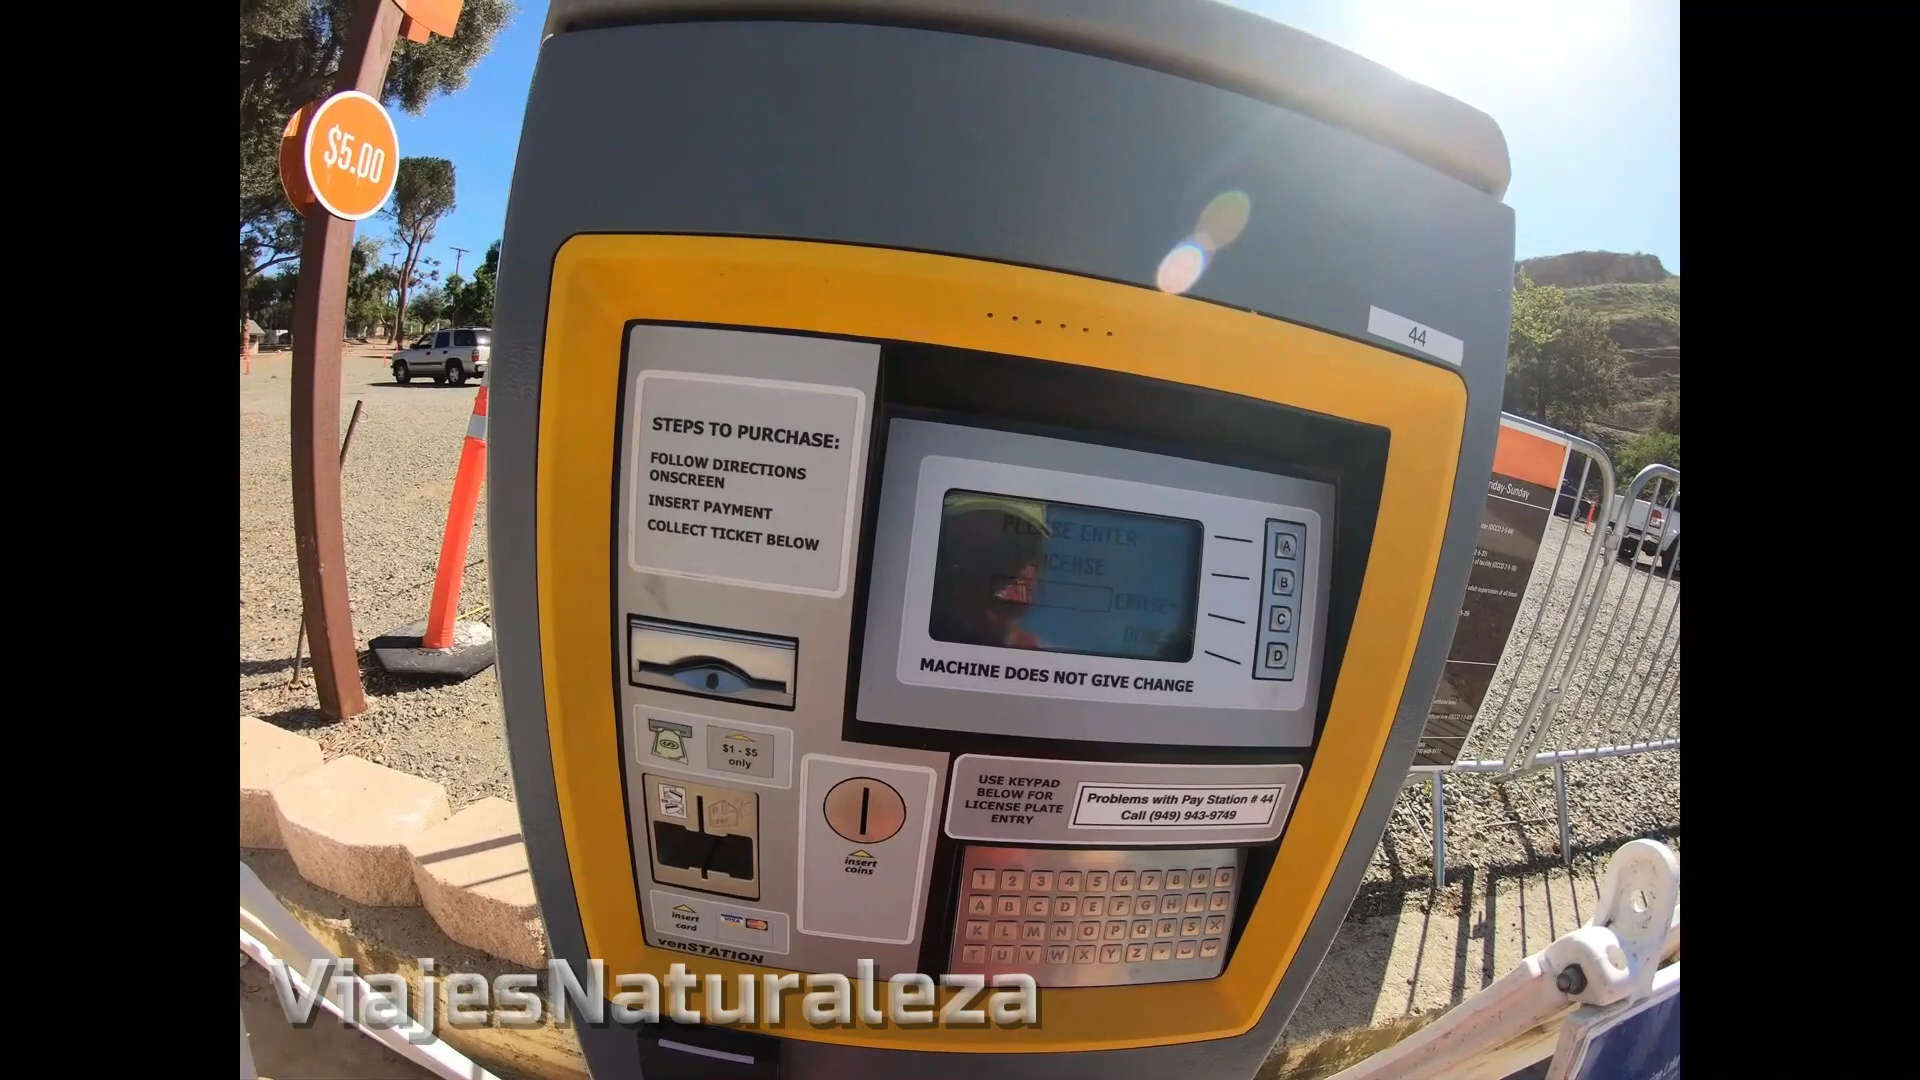 $5.00
44
STEPS TO PURCHASE:
FOLLOW DIRECTIONS
ONSCREEN
INSERT PAYMENT
COLLECT TICKET BELOW
PLEASE ENTER
LICENSE
ERASE
DONE
A
B
C
D
MACHINE DOES NOT GIVE CHANGE
$1 - $5
only
insert
coins
insert
card
VISA
venSTATION
USE KEYPAD
BELOW FOR
LICENSE PLATE
ENTRY
Problems with Pay Station # 44
Call (949) 943-9749
1 2 3 4 5 6 7 8 9 0
A B C D E F G H I J
K L M N O P Q R S X
T U V W X Y Z
Friday-Sunday
ViajesNaturaleza